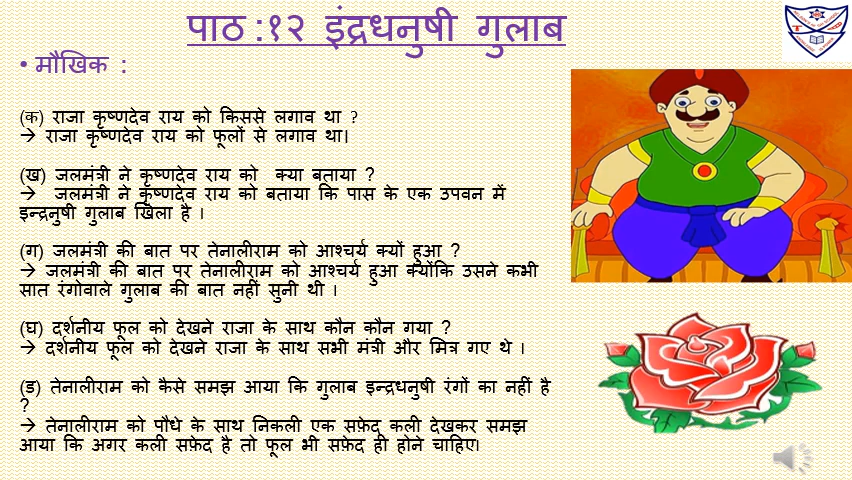 पाठ :१२ इंद्रधनुषी गुलाब
• मौखिक :
(क) राजा कृष्णदेव राय को किससे लगाव था ?
→ राजा कृष्णदेव राय को फूलों से लगाव था।
(ख) जलमंत्री ने कृष्णदेव राय को क्या बताया ?
→ जलमंत्री ने कृष्णदेव राय को बताया कि पास के एक उपवन में
इन्द्रनुषी गुलाब खिला है ।
(ग) जलमंत्री की बात पर तेनालीराम को आश्चर्य क्यों हुआ ?
→ जलमंत्री की बात पर तेनालीराम को आश्चर्य हुआ क्योंकि उसने कभी
सात रंगोवाले गुलाब की बात नहीं सुनी थी ।
(घ) दर्शनीय फूल को देखने राजा के साथ कौन कौन गया ?
→ दर्शनीय फूल को देखने राजा के साथ सभी मंत्री और मित्र गए थे ।
(ड) तेनालीराम को कैसे समझ आया कि गुलाब इन्द्रधनुषी रंगों का नहीं है
?
→ तेनालीराम को पौधे के साथ निकली एक सफ़ेद कली देखकर समझ
आया कि अगर कली सफ़ेद है तो फूल भी सफ़ेद ही होने चाहिए।